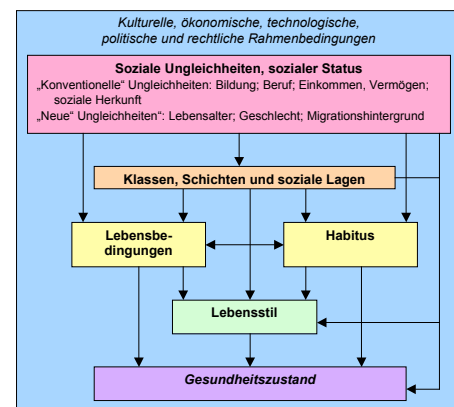 Kulturelle, ökonomische, technologische,
politische und rechtliche Rahmenbedingungen
Soziale Ungleichheiten, sozialer Status
„Konventionelle“ Ungleichheiten: Bildung; Beruf; Einkommen, Vermögen;
soziale Herkunft
„Neue“ Ungleichheiten“: Lebensalter; Geschlecht; Migrationshintergrund
Klassen, Schichten und soziale Lagen
Lebensbe-
dingungen
Habitus
Lebensstil
Gesundheitszustand